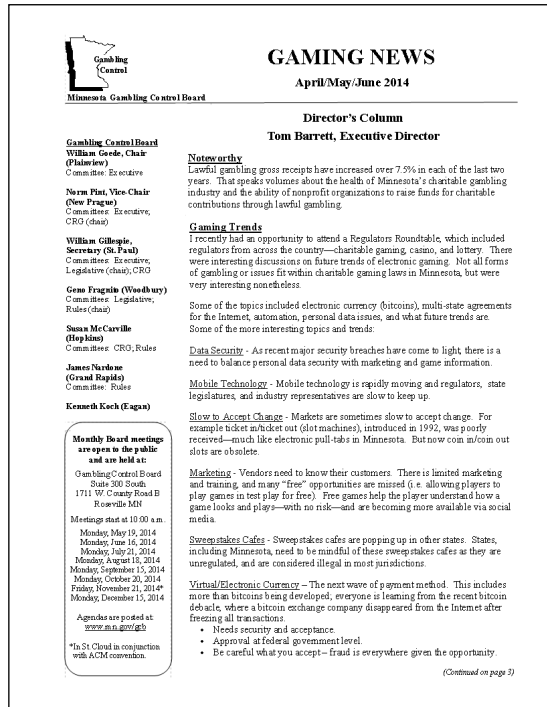 Gambling
Control
Minnesota Gambling Control Board
GAMING NEWS
April/May/June 2014
Director's Column
Tom Barrett, Executive Director
Gambling Control Board
William Goede, Chair
(Plainview)
Committee: Executive
Norm Pint, Vice-Chair
(New Prague)
Committees: Executive;
CRG (chair)
William Gillespie,
Secretary (St. Paul)
Committees: Executive;
Legislative (chair); CRG
Geno Fragnito (Woodbury)
Committees: Legislative;
Rules (chair)
Susan McCarville
(Hopkins)
Committees: CRG; Rules
James Nardone
(Grand Rapids)
Committee: Rules
Kenneth Koch (Eagan)
Monthly Board meetings
are open to the public
and are held at:
Gambling Control Board
Suite 300 South
1711 W. County Road B
Roseville MN
Meetings start at 10:00 a.m.
Monday, May 19, 2014
Monday, June 16, 2014
Monday, July 21, 2014
Monday, August 18, 2014
Monday, September 15, 2014
Monday, October 20, 2014
Friday, November 21, 2014*
Monday, December 15, 2014
Agendas are posted at:
www.mn.gov/gcb
*In St. Cloud in conjunction
with ACM convention.
Noteworthy
Lawful gambling gross receipts have increased over 7.5% in each of the last two
years. That speaks volumes about the health of Minnesota's charitable gambling
industry and the ability of nonprofit organizations to raise funds for charitable
contributions through lawful gambling.
Gaming Trends
I recently had an opportunity to attend a Regulators Roundtable, which included
regulators from across the country—charitable gaming, casino, and lottery. There
were interesting discussions on future trends of electronic gaming. Not all forms
of gambling or issues fit within charitable gaming laws in Minnesota, but were
very interesting nonetheless.
Some of the topics included electronic currency (bitcoins), multi-state agreements
for the Internet, automation, personal data issues, and what future trends are.
Some of the more interesting topics and trends:
Data Security - As recent major security breaches have come to light, there is a
need to balance personal data security with marketing and game information.
Mobile Technology - Mobile technology is rapidly moving and regulators, state
legislatures, and industry representatives are slow to keep up.
Slow to Accept Change - Markets are sometimes slow to accept change. For
example ticket in/ticket out (slot machines), introduced in 1992, was poorly
received—much like electronic pull-tabs in Minnesota. But now coin in/coin out
slots are obsolete.
Marketing - Vendors need to know their customers. There is limited marketing
and training, and many "free" opportunities are missed (i.e. allowing players to
play games in test play for free). Free games help the player understand how a
game looks and plays—with no risk—and are becoming more available via social
media.
Sweepstakes Cafes - Sweepstakes cafes are popping up in other states. States,
including Minnesota, need to be mindful of these sweepstakes cafes as they are
unregulated, and are considered illegal in most jurisdictions.
Virtual/Electronic Currency – The next wave of payment method. This includes
more than bitcoins being developed; everyone is learning from the recent bitcoin
debacle, where a bitcoin exchange company disappeared from the Internet after
freezing all transactions.
• Needs security and acceptance.
• Approval at federal government level.
• Be careful what you accept – fraud is everywhere given the opportunity.
(Continued on page 3)